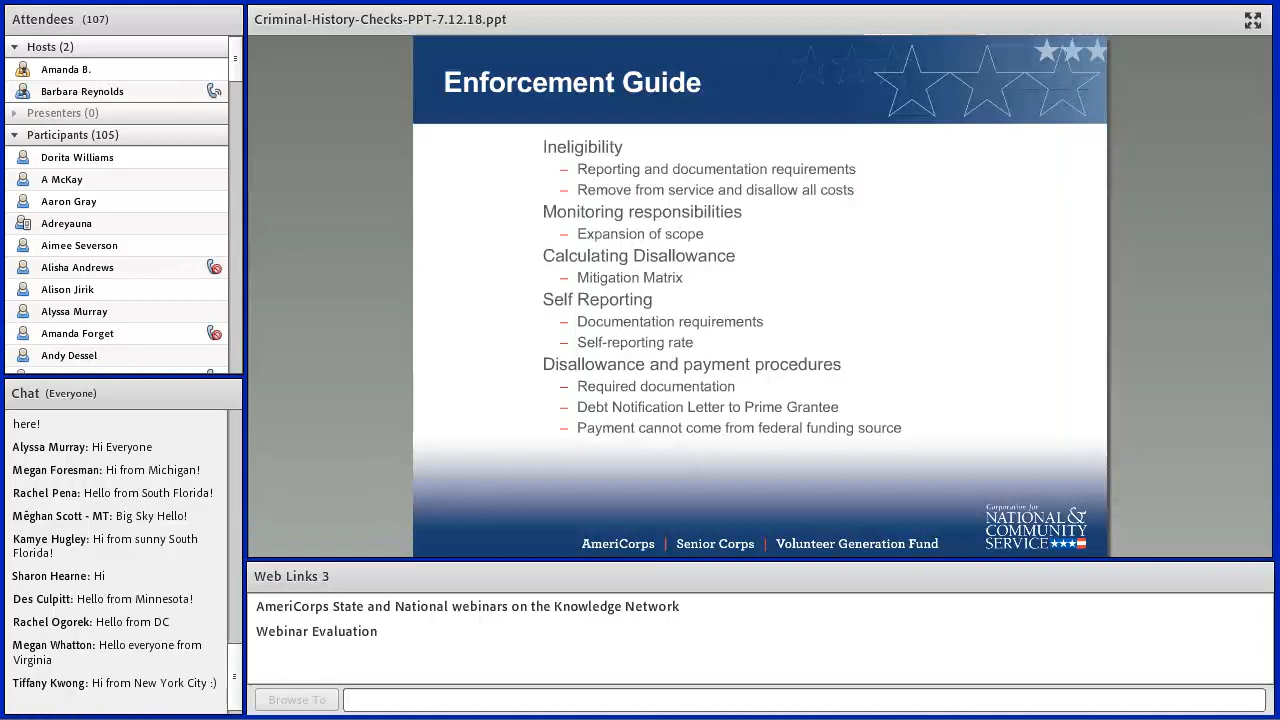 Attendees (107)
Hosts (2)
Amanda B.
Barbara Reynolds
Presenters (0)
Participants (105)
Dorita Williams
A McKay
Aaron Gray
Adreyauna
Aimee Severson
Alisha Andrews
Alison Jirik
Alyssa Murray
Amanda Forget
Andy Dessel
Chat (Everyone)
here!
Alyssa Murray: Hi Everyone
Megan Foresman: Hi from Michigan!
Rachel Pena: Hello from South Florida!
Mêghan Scott - MT: Big Sky Hello!
Kamye Hugley: Hi from sunny South
Florida!
Sharon Hearne: Hi
Des Culpitt: Hello from Minnesota!
Rachel Ogorek: Hello from DC
Megan Whatton: Hello everyone from
Virginia
Tiffany Kwong: Hi from New York City :)
Criminal-History-Checks-PPT-7.12.18.ppt
Enforcement Guide
Ineligibility
– Reporting and documentation requirements
– Remove from service and disallow all costs
Monitoring responsibilities
– Expansion of scope
Calculating Disallowance
– Mitigation Matrix
Self Reporting
– Documentation requirements
– Self-reporting rate
Disallowance and payment procedures
– Required documentation
– Debt Notification Letter to Prime Grantee
– Payment cannot come from federal funding source
Corporation for
NATIONAL &
COMMUNITY
SERVICE
AmeriCorps | Senior Corps | Volunteer Generation Fund
Web Links 3
AmeriCorps State and National webinars on the Knowledge Network
Webinar Evaluation
Browse To